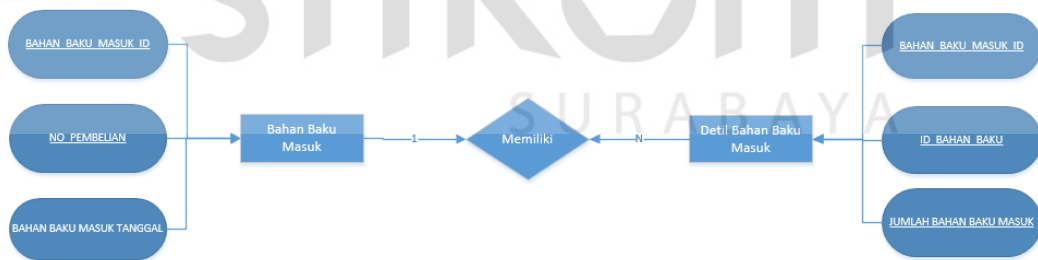 STIKOM
SURABAYA
BAHAN_BAKU_MASUK_ID
NO_PEMBELIAN
BAHAN BAKU MASUK TANGGAL
Bahan Baku
Masuk
1
Memiliki
N
Detil Bahan Baku
Masuk
BAHAN_BAKU_MASUK_ID
ID_BAHAN_BAKU
JUMLAH BAHAN BAKU MASUK